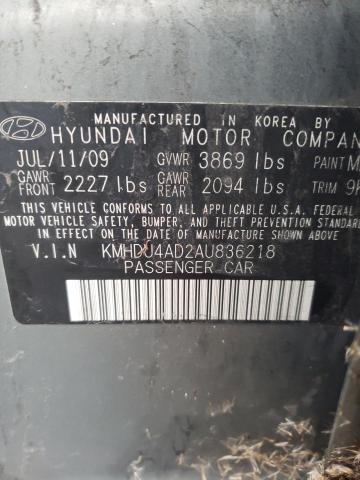 MANUFACTURED IN KOREA BY
HYUNDAI MOTOR COMPAN
JUL/11/09 GVWR 3869 lbs PAINT M
GAWR FRONT 2227 lbs GAWR REAR 2094 lbs TRIM 9
THIS VEHICLE CONFORMS TO ALL APPLICABLE U.S.A. FEDERAL
MOTOR VEHICLE SAFETY, BUMPER, AND THEFT PREVENTION STAN
IN EFFECT ON THE DATE OF MANUFACTURE SHOWN ABOVE.
V.I.N KMHDU4AD2AU836218
PASSENGER CAR